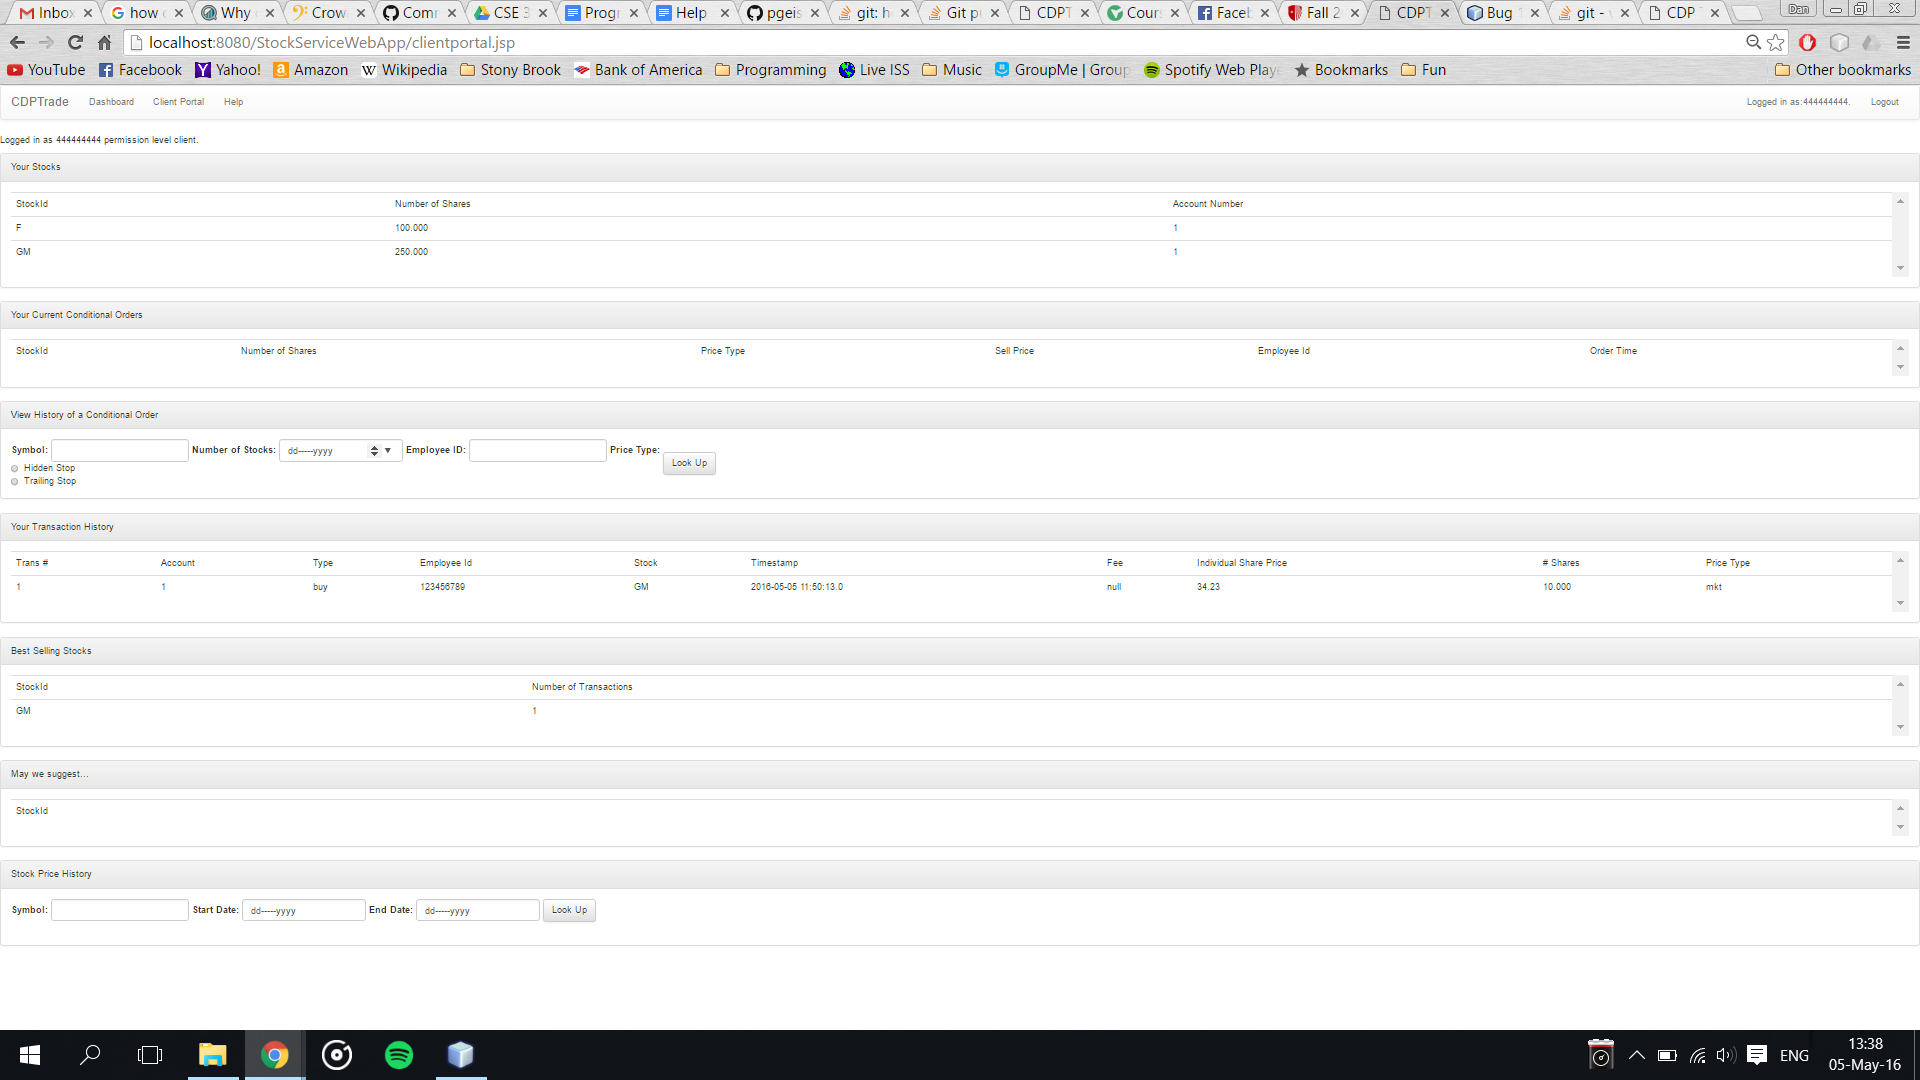 Inbox how Why Crow Comr CSE 3 Progr Help pgeis git: h Git p CDPT Cours Facel Fall 2 CDPT Bug git - CDP Dan
localhost:8080/StockServiceWebApp/clientportal.jsp
YouTube Facebook Yahoo! Amazon Wikipedia Stony Brook Bank of America Programming Live ISS Music GroupMe | Group Spotify Web Play Bookmarks Fun Other bookmarks
CDPTrade Dashboard Client Portal Help Logged in as:444444444. Logout
Logged in as 444444444 permission level client.
Your Stocks
StockId Number of Shares Account Number
F 100.000 1
GM 250.000 1
Your Current Conditional Orders
StockId Number of Shares Price Type Sell Price Employee Id Order Time
View History of a Conditional Order
Symbol: Number of Stocks: dd-----yyyy Employee ID: Price Type: Look Up
Hidden Stop
Trailing Stop
Your Transaction History
Trans # Account Type Employee Id Stock Timestamp Fee Individual Share Price # Shares Price Type
1 1 buy 123456789 GM 2016-05-05 11:50:13.0 null 34.23 10.000 mkt
Best Selling Stocks
StockId Number of Transactions
GM 1
May we suggest...
StockId
Stock Price History
Symbol: Start Date: dd-----yyyy End Date: dd-----yyyy Look Up
ENG
13:38
05-May-16